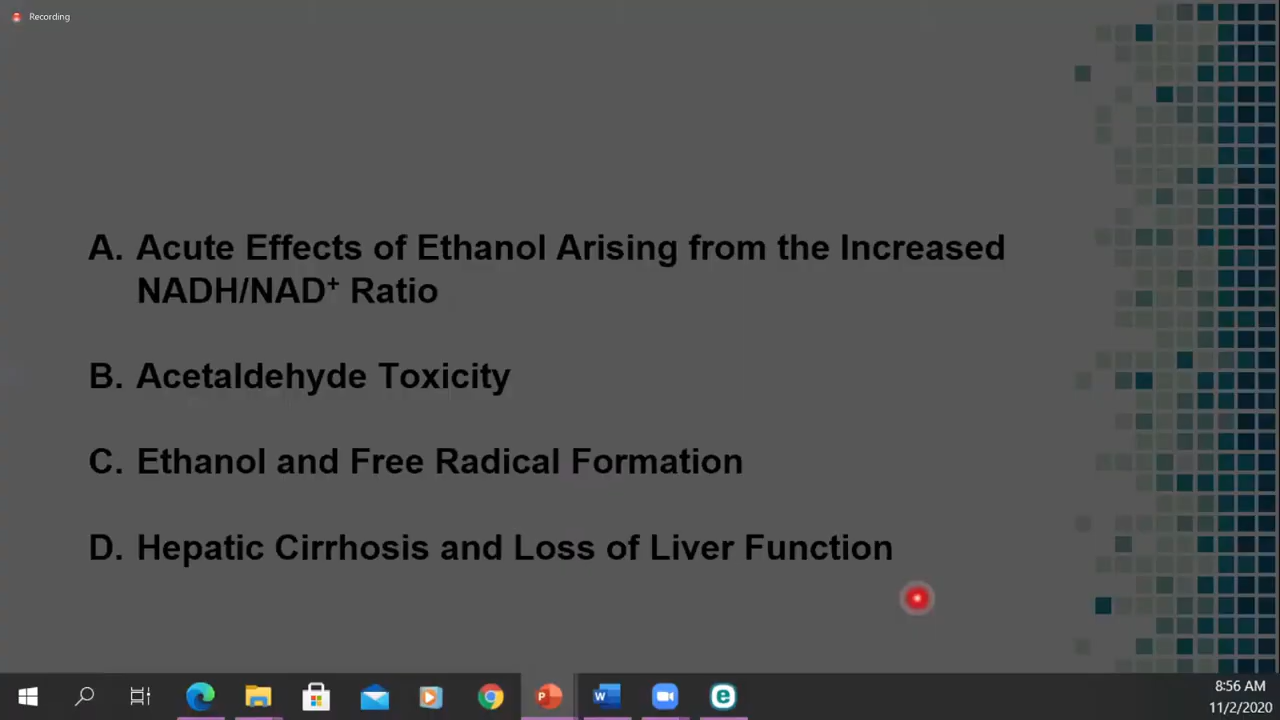 Recording
A. Acute Effects of Ethanol Arising from the Increased
NADH/NAD⁺ Ratio
B. Acetaldehyde Toxicity
C. Ethanol and Free Radical Formation
D. Hepatic Cirrhosis and Loss of Liver Function
8:56 AM
11/2/2020